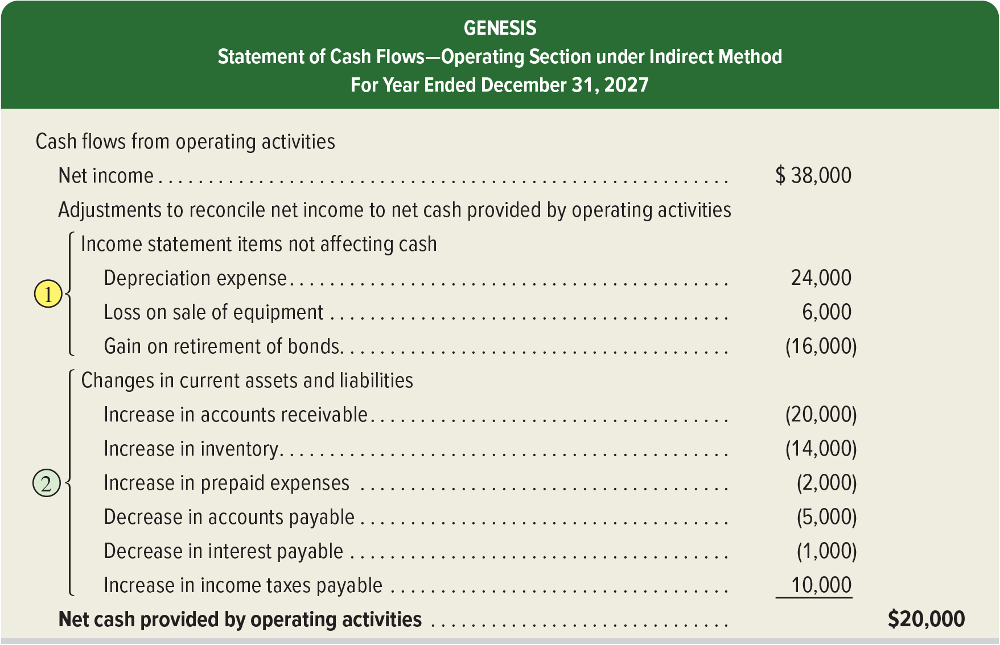 GENESIS
Statement of Cash Flows—Operating Section under Indirect Method
For Year Ended December 31, 2027
Cash flows from operating activities
Net income . . . . . . . . . . . . . . . . . . . . $ 38,000
Adjustments to reconcile net income to net cash provided by operating activities
Income statement items not affecting cash
1
Depreciation expense . . . . . . . . . . . . . . . . . . . . 24,000
Loss on sale of equipment . . . . . . . . . . . . . . . . . . . . 6,000
Gain on retirement of bonds . . . . . . . . . . . . . . . . . . . . (16,000)
Changes in current assets and liabilities
Increase in accounts receivable . . . . . . . . . . . . . . . . . . . . (20,000)
Increase in inventory . . . . . . . . . . . . . . . . . . . . (14,000)
2 Increase in prepaid expenses . . . . . . . . . . . . . . . . . . . . (2,000)
Decrease in accounts payable . . . . . . . . . . . . . . . . . . . . (5,000)
Decrease in interest payable . . . . . . . . . . . . . . . . . . . . (1,000)
Increase in income taxes payable . . . . . . . . . . . . . . . . . . . . 10,000
Net cash provided by operating activities . . . . . . . . . . . . . . . . . . . . $20,000